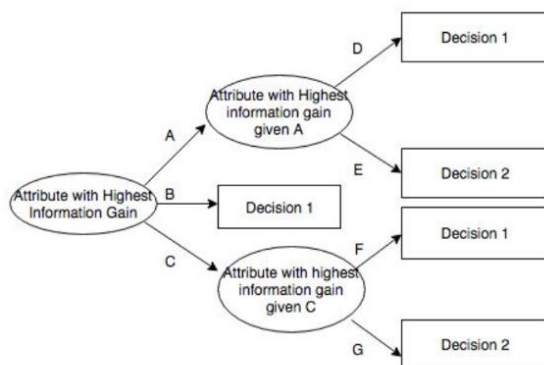 D
Decision 1
Attribute with Highest
information gain
given A
A
E
Decision 2
Attribute with Highest
Information Gain
B
Decision 1
C
Attribute with highest
information gain
given C
F
Decision 1
G
Decision 2